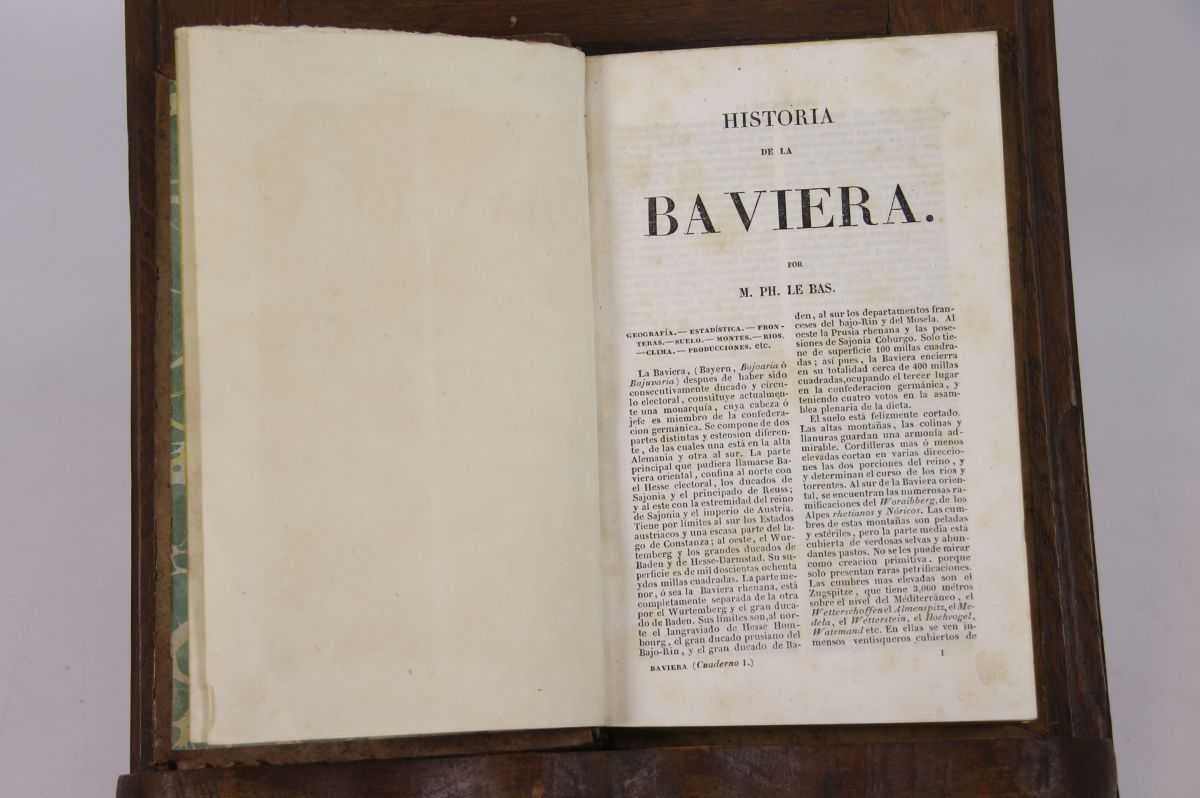 HISTORIA
DE LA
BAVIERA.
POR
M. PH. LE BAS.
GEOGRAFÍA.— ESTADÍSTICA.— FRON-
TERAS.—SUELO.— MONTES.—RIOS.
—CLIMA.— PRODUCCIONES. etc.
La Baviera, (Bayern, Bojoaria ò
Bajuvaria) despues de haber sido
consecutivamente ducado y círcu-
lo electoral, constituye actualmen-
te una monarquía, cuya cabeza ó
jefe es miembro de la confedera-
cion germánica. Se compone de dos
partes distintas y estension diferen-
te, de las cuales una está en la alta
Alemania y otra al sur. La parte
principal que pudiera llamarse Ba-
viera oriental, confina al norte con
el Hesse electoral, los ducados de
Sajonia y el principado de Reuss;
y al este con la estremidad del reino
de Sajonia y el imperio de Austria.
Tiene por límites al sur los Estados
austriacos y una escasa parte del la-
go de Constanza; al oeste, el Wur-
temberg y los grandes ducados de
Baden y de Hesse-Darmstad. Su su-
perficie es de mil doscientas ochenta
y dos millas cuadradas. La parte me-
nor, ó sea la Baviera rhenana, está
completamente separada de la otra
por el Wurtemberg y el gran duca-
do de Baden. Sus límites son, al nor-
te el langraviado de Hesse Hom-
bourg, el gran ducado prusiano del
Bajo-Rin, y el gran ducado de Ba-
den, al sur los departamentos fran-
ceses del bajo-Rin y del Mosela. Al
oeste la Prusia rhenana y las pose-
siones de Sajonia Coburgo. Solo tie-
ne de superficie 100 millas cuadra-
das; así pues, la Baviera encierra
en su totalidad cerca de 400 millas
cuadradas, ocupando el tercer lugar
en la confederacion germánica, y
teniendo cuatro votos en la asam-
blea plenaria de la dieta.
El suelo está felizmente cortado.
Las altas montañas, las colinas y
llanuras guardan una armonía ad-
mirable. Cordilleras mas ó menos
elevadas cortan en varias direccio-
nes las dos porciones del reino, y
y determinan el curso de los rios y
torrentes. Al sur de la Baviera orien-
tal, se encuentran las numerosas ra-
mificaciones del Woraibberg, de los
Alpes rhetianos y Nóricos. Las cum-
bres de estas montañas son peladas
y estériles, pero la parte media está
cubierta de verdosas selvas y abun-
dantes pastos. No se les puede mirar
como creacion primitiva, porque
solo presentan raras petrificaciones.
Las cumbres mas elevadas son el
Zugspitze, que tiene 3,060 métros
sobre el nivel del Méditerráneo, el
Wetterschoffen el Almenspitz, el Me-
dela, el Wetterstein, el Hochvogel,
Watemand etc. En ellas se ven in-
mensos ventisqueros cubiertos de
BAVIERA (Cuaderno 1.)
1